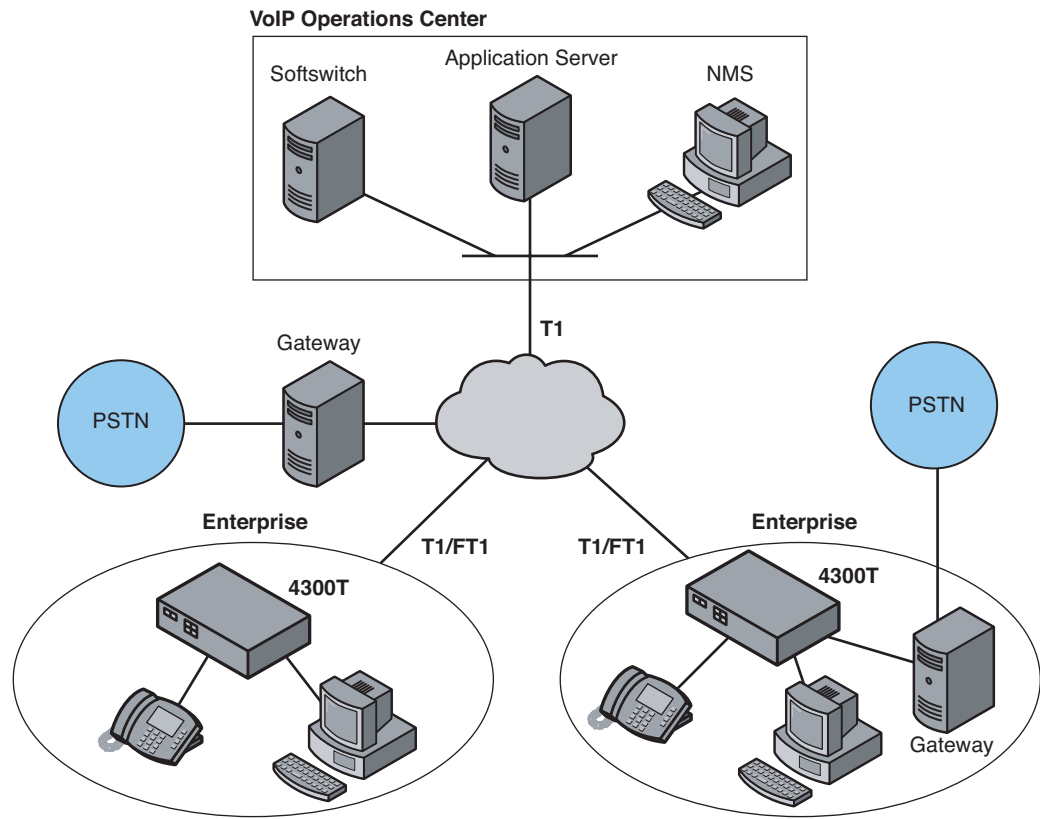 VoIP Operations Center
Softswitch
Application Server
NMS
T1
Gateway
PSTN
PSTN
Enterprise
T1/FT1
T1/FT1
Enterprise
4300T
4300T
Gateway